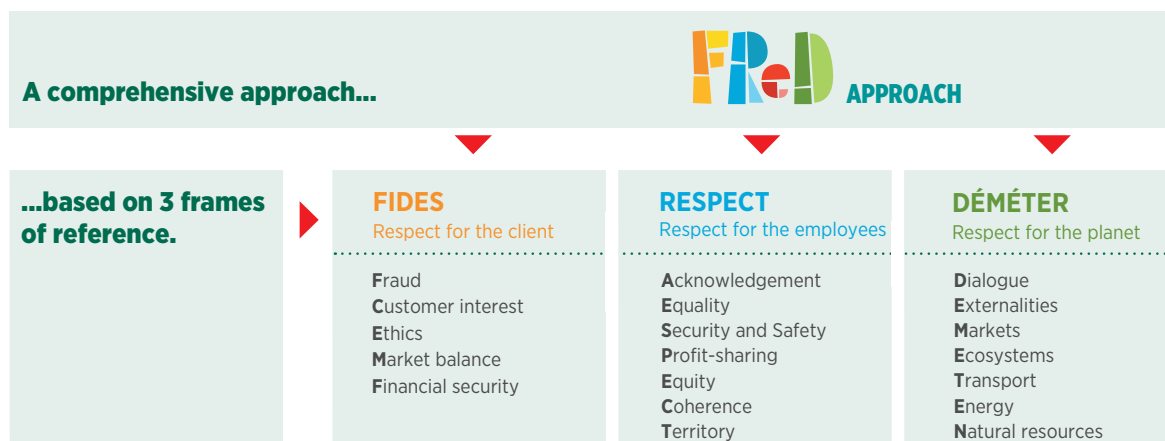 A comprehensive approach...
FReD APPROACH
...based on 3 frames
of reference.
FIDES
Respect for the client
Fraud
Customer interest
Ethics
Market balance
Financial security
RESPECT
Respect for the employees
Acknowledgement
Equality
Security and Safety
Profit-sharing
Equity
Coherence
Territory
DÉMÉTER
Respect for the planet
Dialogue
Externalities
Markets
Ecosystems
Transport
Energy
Natural resources